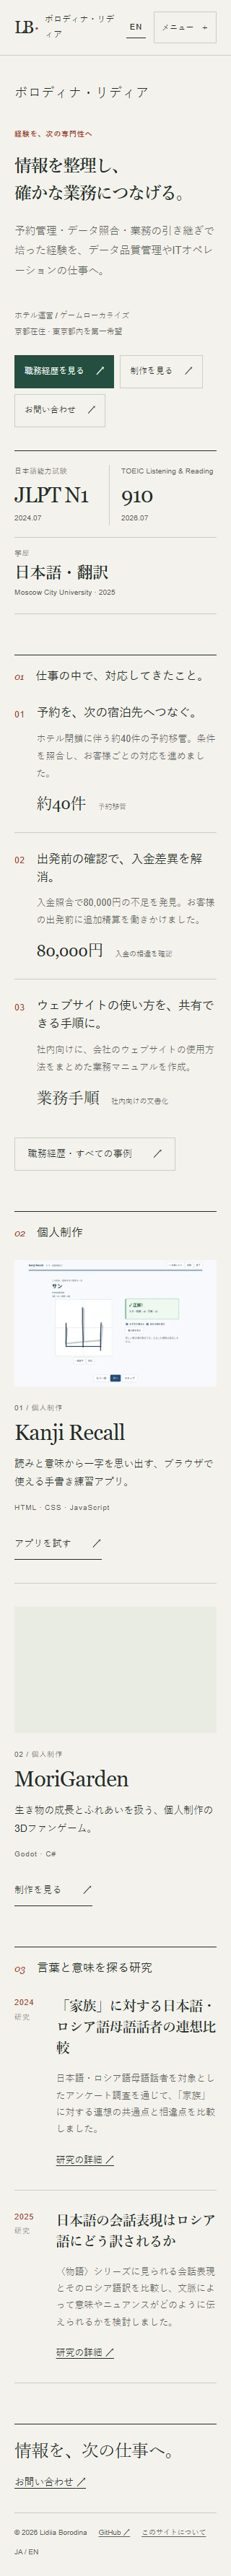 LB. ボロディナ・リディア
EN
メニュー +
ボロディナ・リディア
経験を、次の専門性へ
情報を整理し、
確かな業務につなげる。
予約管理・データ照合・業務の引き継ぎで
培った経験を、データ品質管理やITオペレ
ーションの仕事へ。
ホテル運営 / ゲームローカライズ
京都在住・東京都内を第一希望
職務経歴を見る ↗
制作を見る ↗
お問い合わせ ↗
日本語能力試験
JLPT N1
2024.07
TOEIC Listening & Reading
910
2026.07
学歴
日本語・翻訳
Moscow City University · 2025
01 仕事の中で、対応してきたこと。
01 予約を、次の宿泊先へつなぐ。
ホテル閉館に伴う約40件の予約移管。条件
を照合し、お客様ごとの対応を進めまし
た。
約40件 予約移管
02 出発前の確認で、入金差異を解
消。
入金照合で80,000円の不足を発見。お客様
の出発前に追加精算を働きかけました。
80,000円 入金の相違を確認
03 ウェブサイトの使い方を、共有で
きる手順に。
社内向けに、会社のウェブサイトの使用方
法をまとめた業務マニュアルを作成。
業務手順 社内向けの文書化
職務経歴・すべての事例 ↗
02 個人制作
サン
01 / 個人制作
Kanji Recall
読みと意味から一字を思い出す、ブラウザで
使える手書き練習アプリ。
HTML · CSS · JavaScript
アプリを試す ↗
02 / 個人制作
MoriGarden
生き物の成長とふれあいを扱う、個人制作の
3Dファンゲーム。
Godot · C#
制作を見る ↗
03 言葉と意味を探る研究
2024
研究
「家族」に対する日本語・
ロシア語母語話者の連想比
較
日本語・ロシア語母語話者を対象とし
たアンケート調査を通じて、「家族」
に対する連想の共通点と相違点を比較
しました。
研究の詳細 ↗
2025
研究
日本語の会話表現はロシア
語にどう訳されるか
〈物語〉シリーズに見られる会話表現
とそのロシア語訳を比較し、文脈によ
って意味やニュアンスがどのように伝
えられるかを検討しました。
研究の詳細 ↗
情報を、次の仕事へ。
お問い合わせ ↗
© 2026 Lidiia Borodina GitHub ↗ このサイトについて
JA / EN